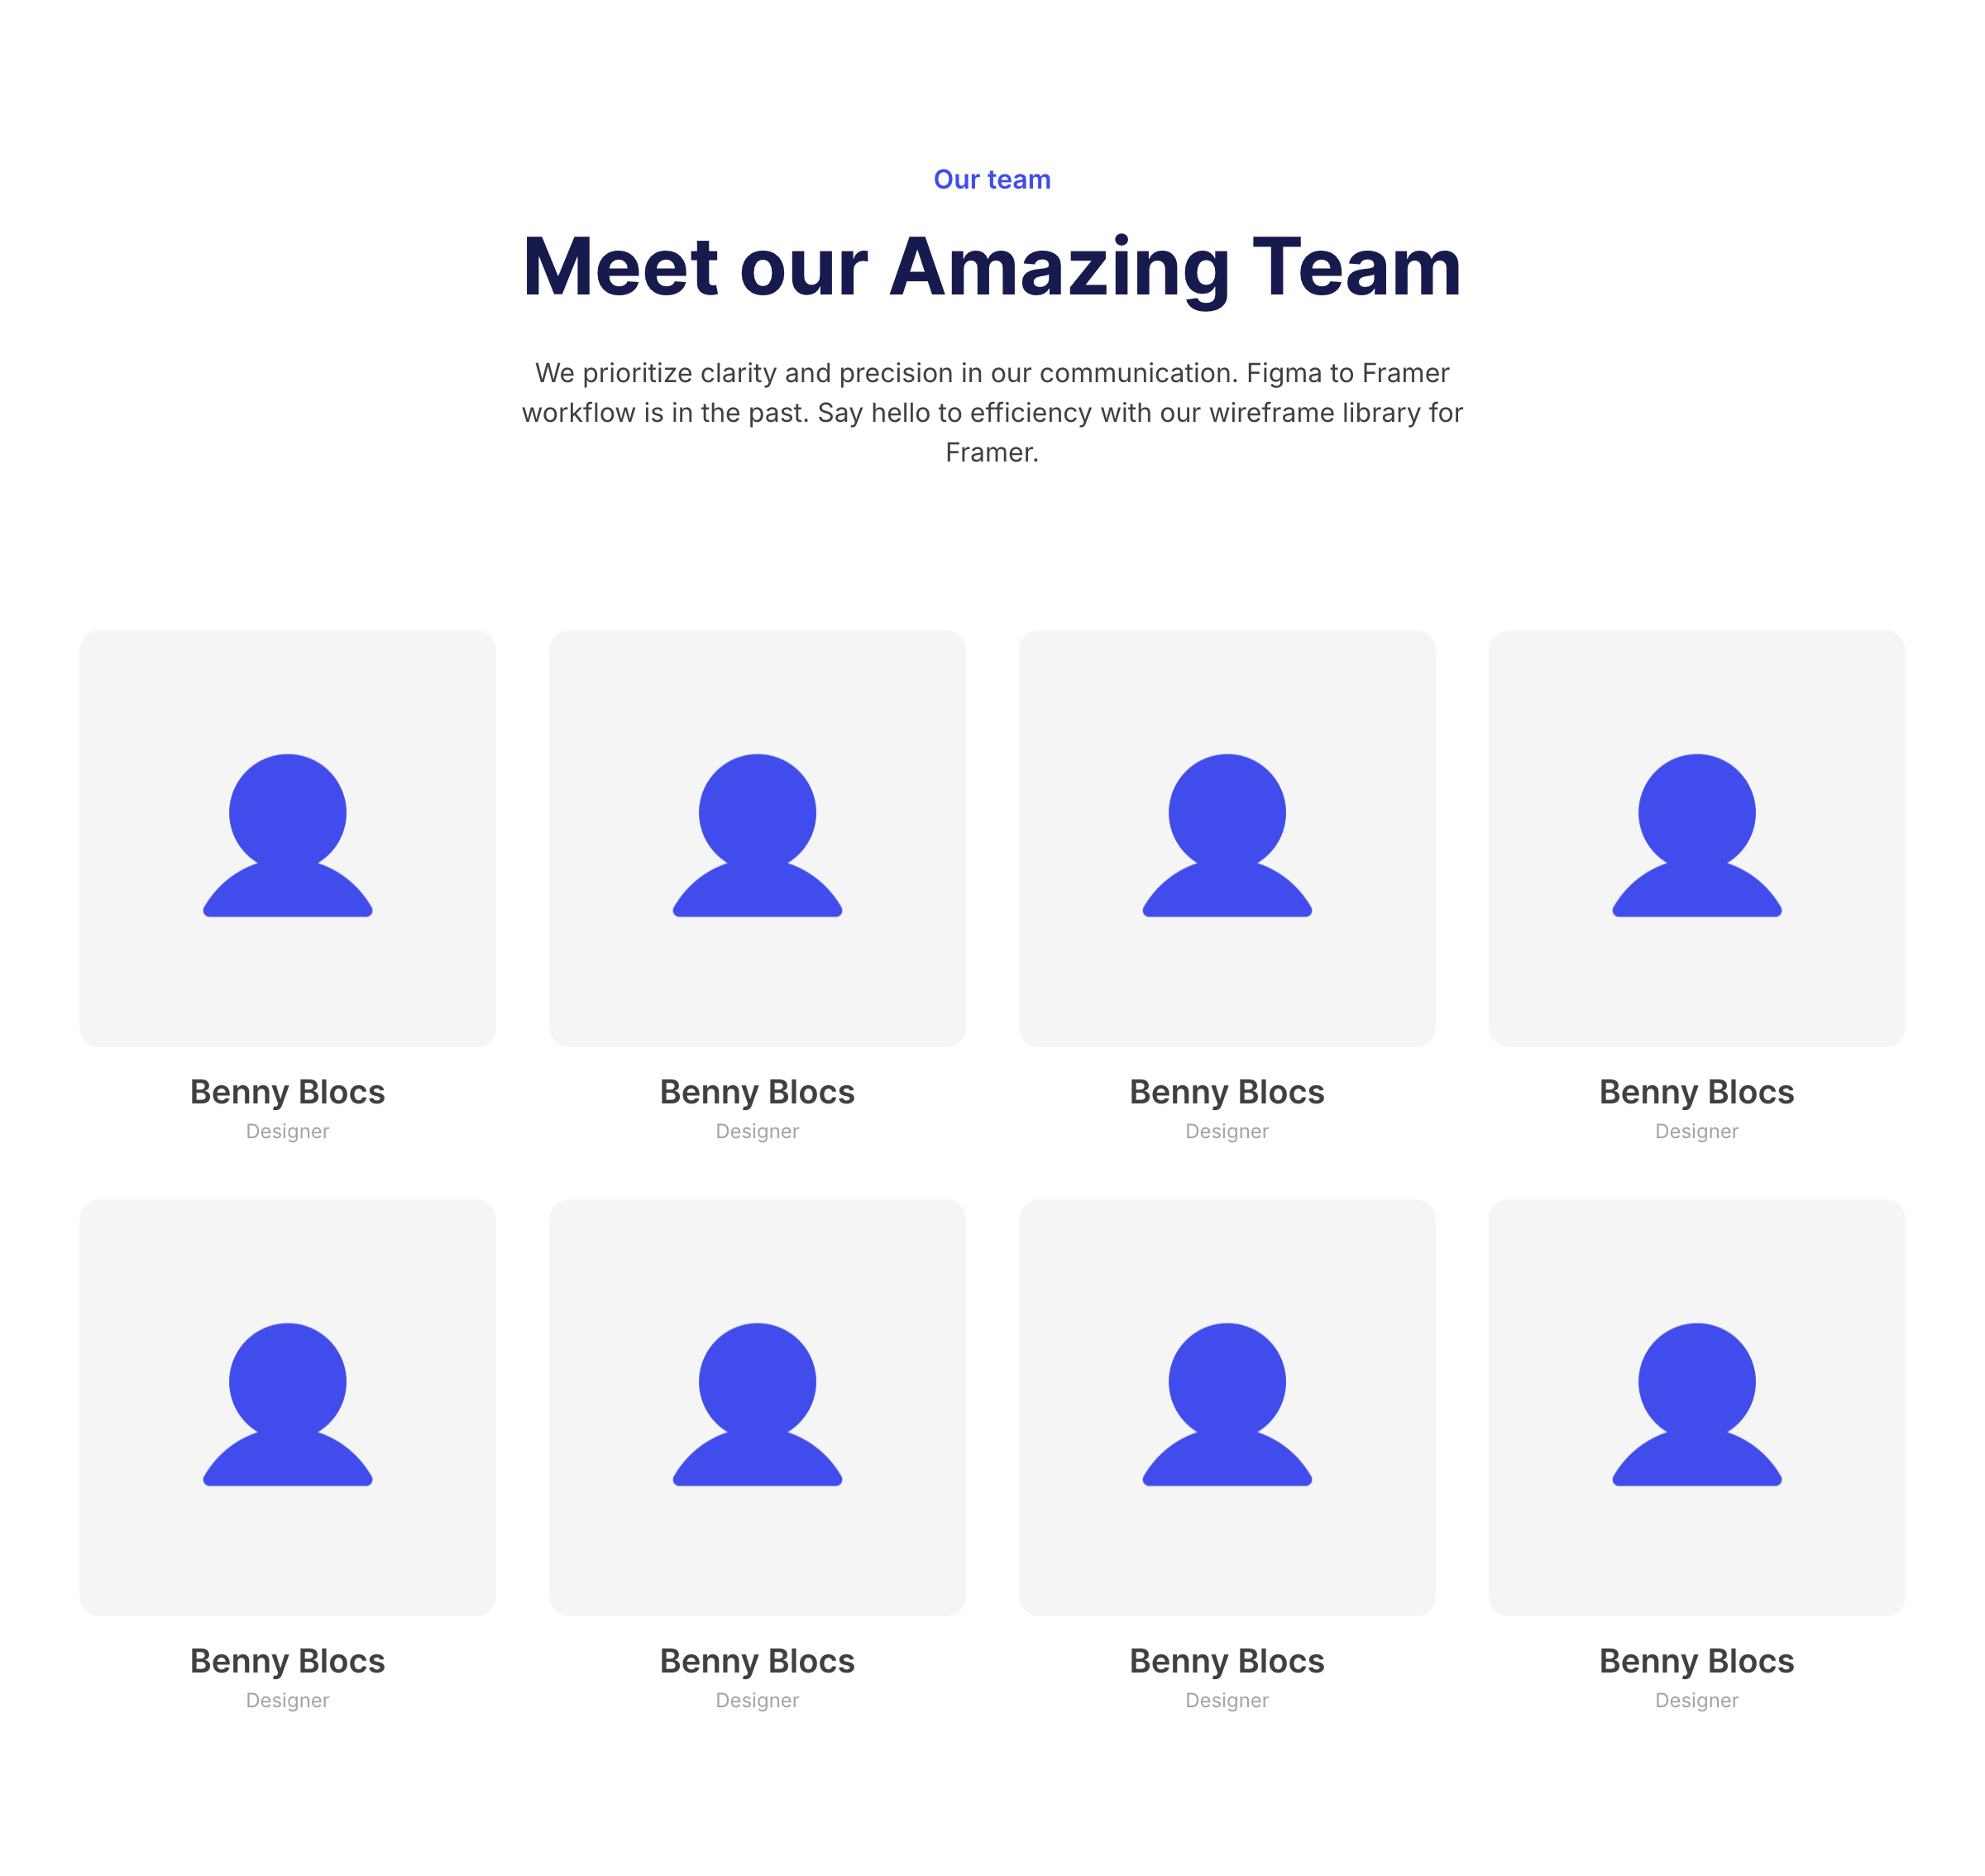 Our team
Meet our Amazing Team
We prioritize clarity and precision in our communication. Figma to Framer
workflow is in the past. Say hello to efficiency with our wireframe library for
Framer.
Benny Blocs
Designer
Benny Blocs
Designer
Benny Blocs
Designer
Benny Blocs
Designer
Benny Blocs
Designer
Benny Blocs
Designer
Benny Blocs
Designer
Benny Blocs
Designer